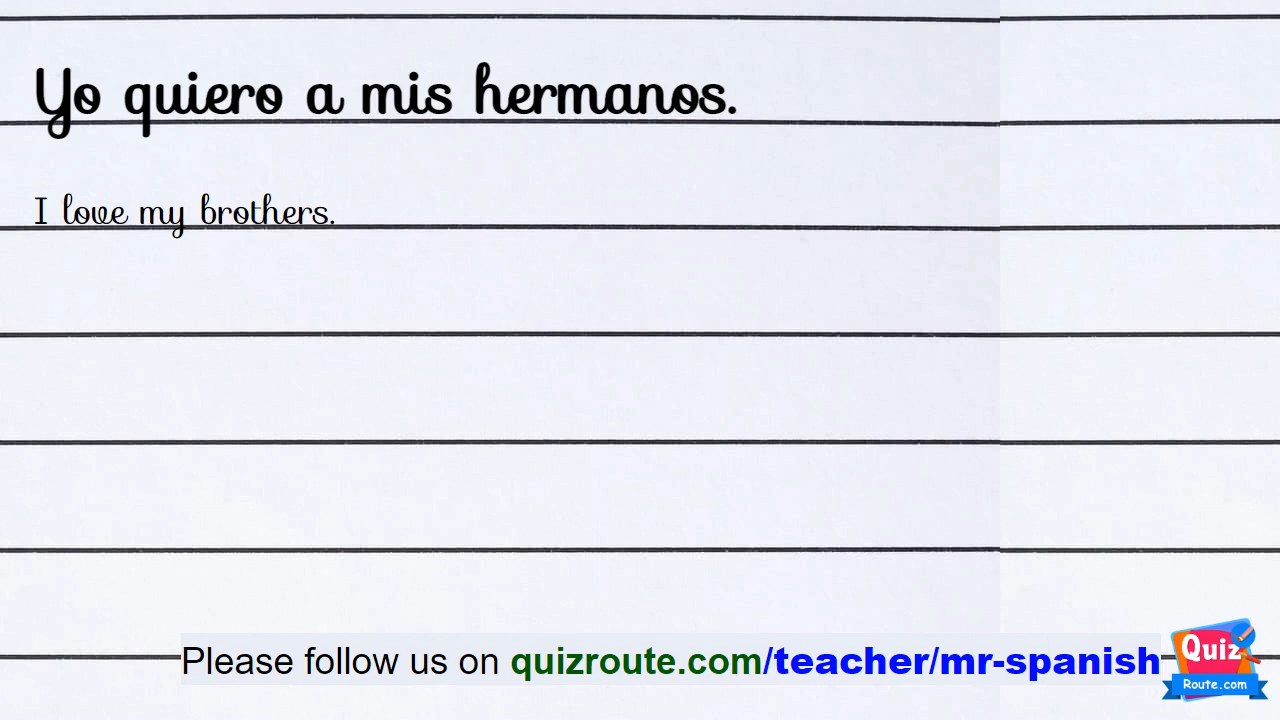 Yo quiero a mis hermanos.
I love my brothers.
Please follow us on quizroute.com/teacher/mr-spanish
Quiz
Route.com